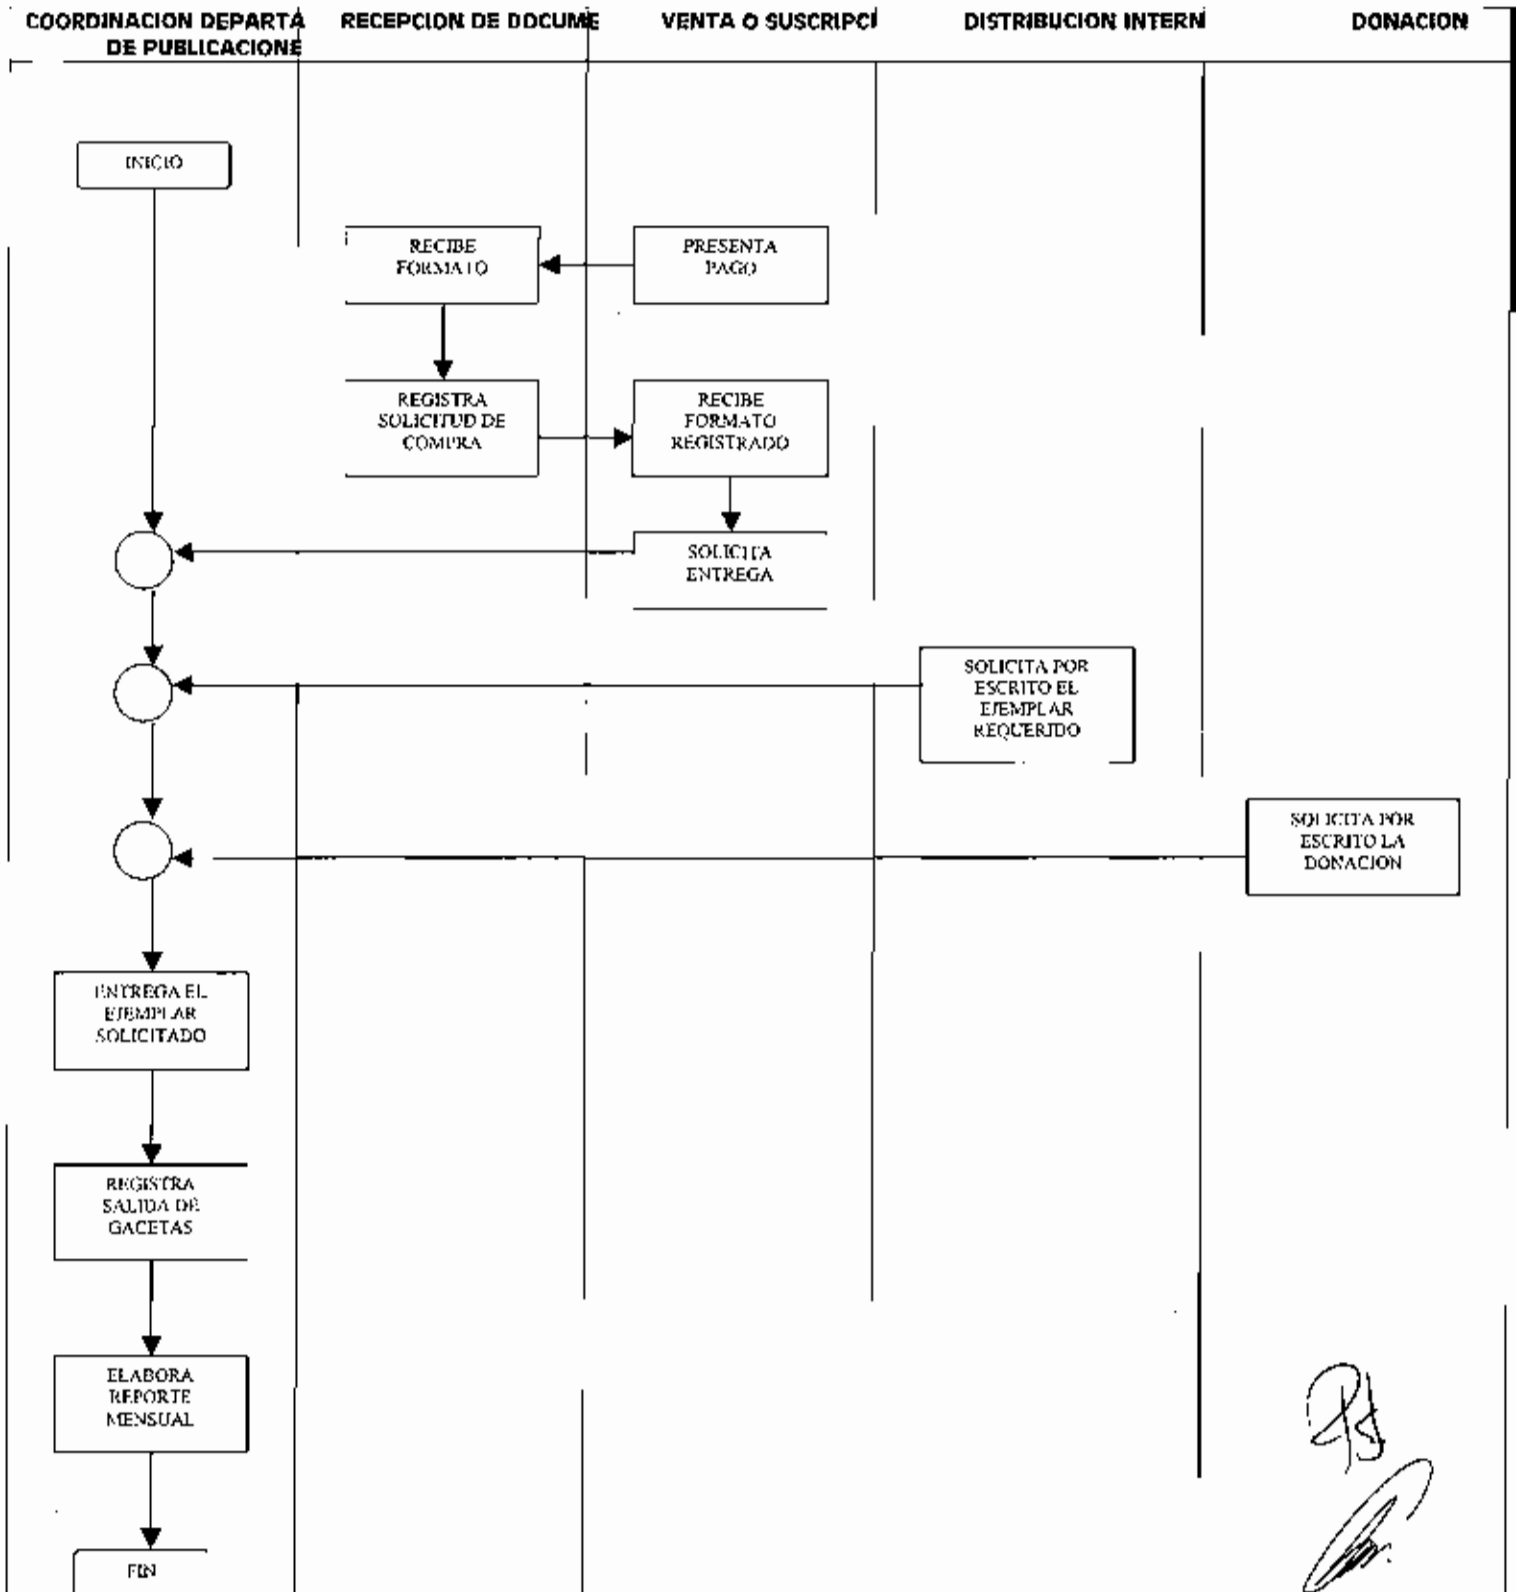 COORDINACION DEPARTA
DE PUBLICACIONE
RECEPCION DE DOCUME
VENTA O SUSCRIPCI
DISTRIBUCION INTERN
DONACION
INICIO
RECIBE
FORMATO
PRESENTA
PAGO
REGISTRA
SOLICITUD DE
COMPRA
RECIBE
FORMATO
REGISTRADO
SOLICITA
ENTREGA
SOLICITA POR
ESCRITO EL
EJEMPLAR
REQUERIDO
SOLICITA POR
ESCRITO LA
DONACION
ENTREGA EL
EJEMPLAR
SOLICITADO
REGISTRA
SALIDA DE
GACETAS
ELABORA
REPORTE
MENSUAL
FIN